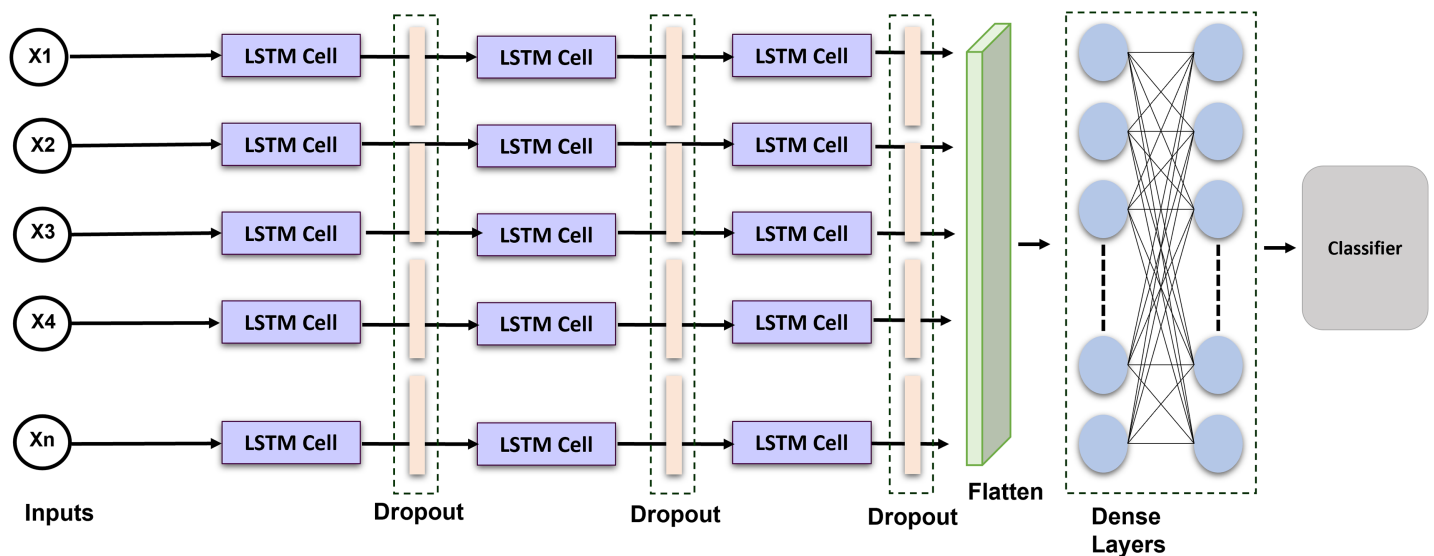 X1
LSTM Cell
LSTM Cell
LSTM Cell
X2
LSTM Cell
LSTM Cell
LSTM Cell
X3
LSTM Cell
LSTM Cell
LSTM Cell
X4
LSTM Cell
LSTM Cell
LSTM Cell
Xn
LSTM Cell
LSTM Cell
LSTM Cell
Classifier
Inputs
Dropout
Dropout
Dropout
Flatten
Dense
Layers